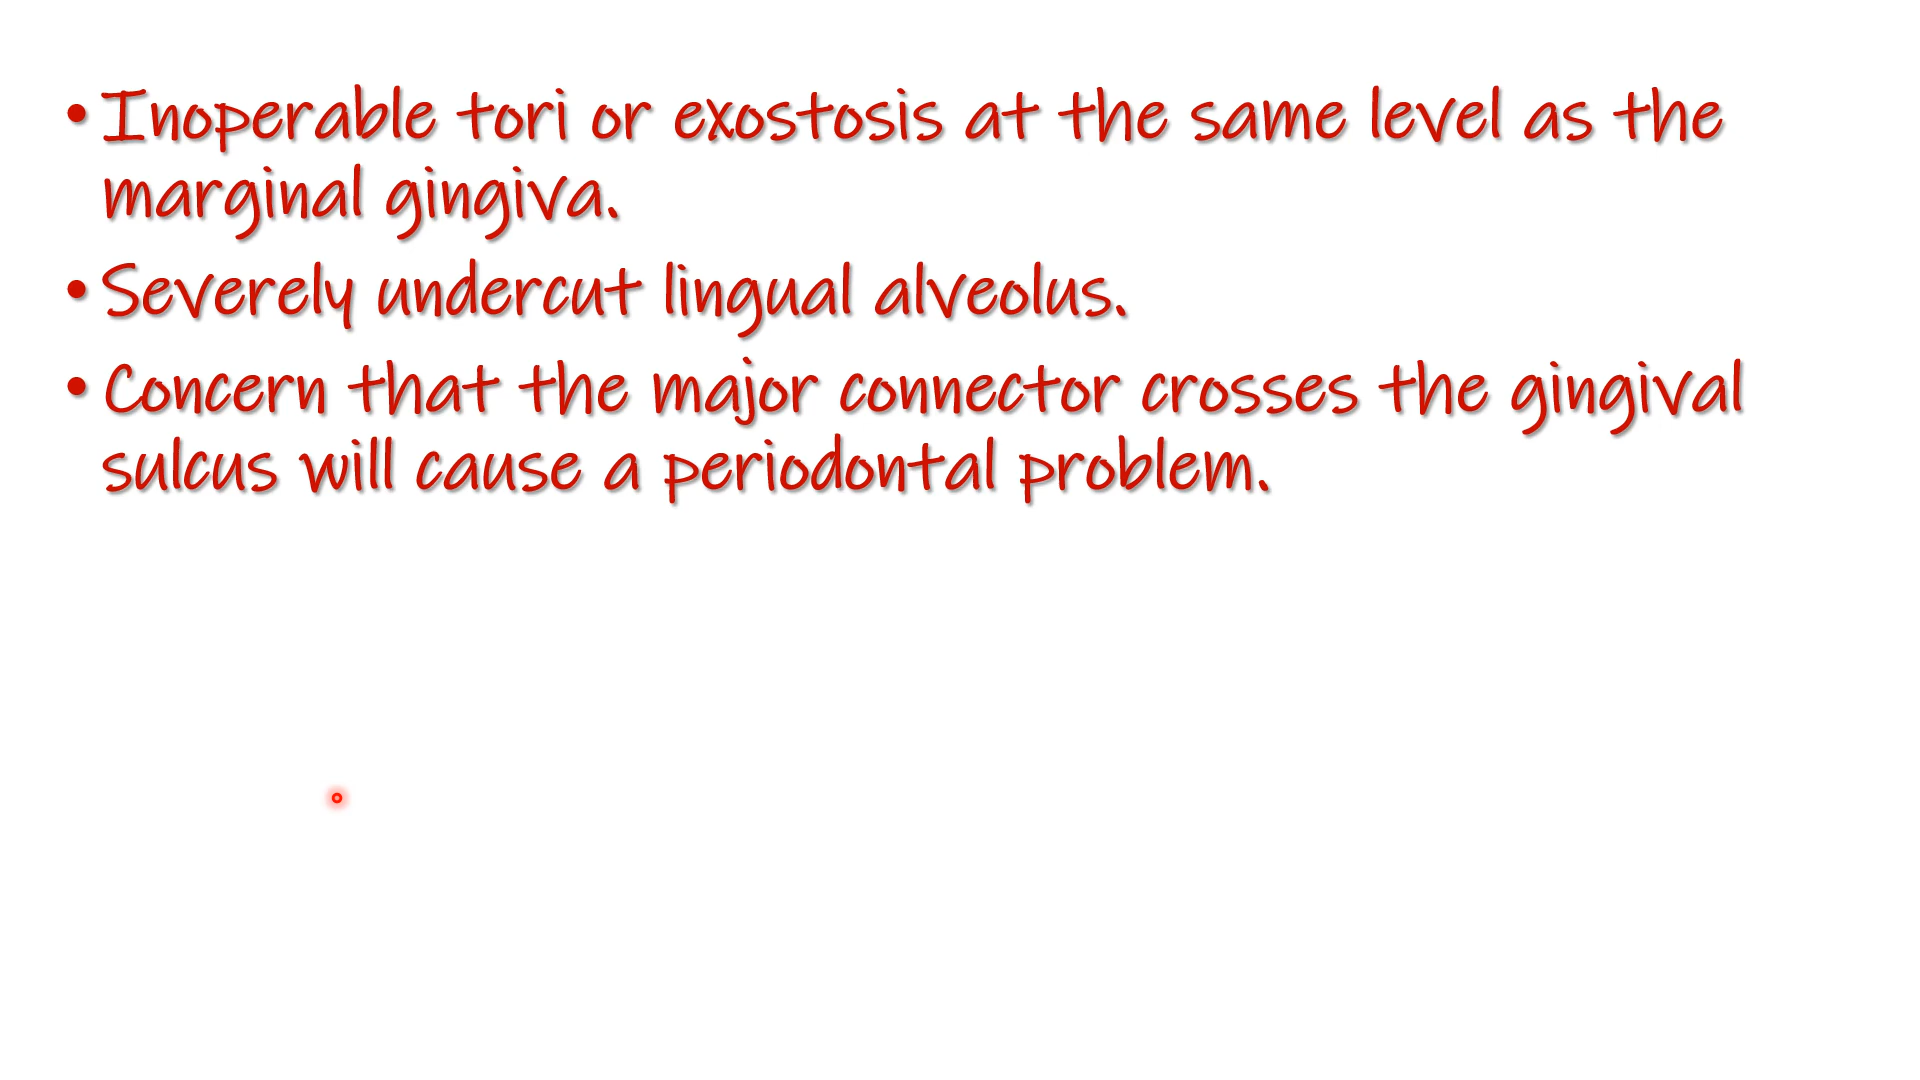 • Inoperable tori or exostosis at the same level as the
marginal gingiva.
• Severely undercut lingual alveolus.
• Concern that the major connector crosses the gingival
sulcus will cause a periodontal problem.